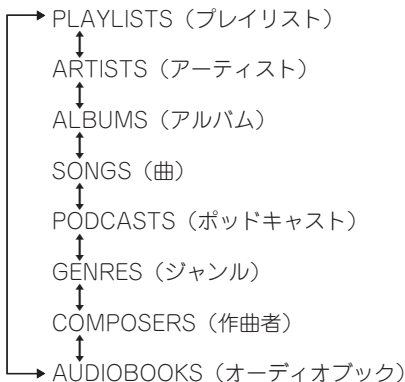 PLAYLISTS（プレイリスト）
ARTISTS（アーティスト）
ALBUMS（アルバム）
SONGS（曲）
PODCASTS（ポッドキャスト）
GENRES（ジャンル）
COMPOSERS（作曲者）
AUDIOBOOKS（オーディオブック）